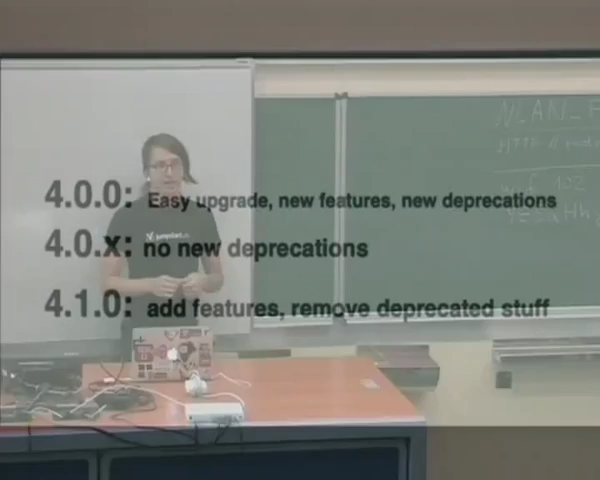 WLAN_F
4.0.0: Easy upgrade, new features, new deprecations
4.0.x: no new deprecations
4.1.0: add features, remove deprecated stuff